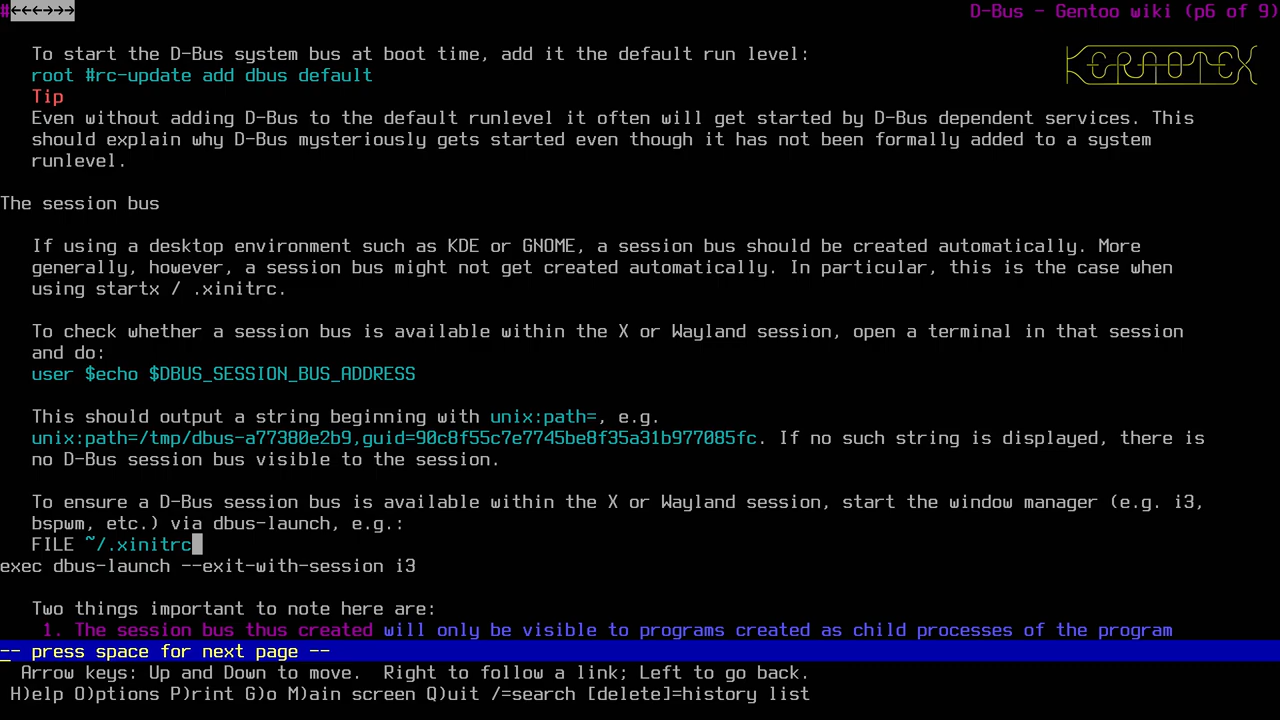 #←←←→→→ D-Bus - Gentoo wiki (p6 of 9)
KERNOTEX
To start the D-Bus system bus at boot time, add it the default run level:
root #rc-update add dbus default
Tip
Even without adding D-Bus to the default runlevel it often will get started by D-Bus dependent services. This
should explain why D-Bus mysteriously gets started even though it has not been formally added to a system
runlevel.
The session bus
If using a desktop environment such as KDE or GNOME, a session bus should be created automatically. More
generally, however, a session bus might not get created automatically. In particular, this is the case when
using startx / .xinitrc.
To check whether a session bus is available within the X or Wayland session, open a terminal in that session
and do:
user $echo $DBUS_SESSION_BUS_ADDRESS
This should output a string beginning with unix:path=, e.g.
unix:path=/tmp/dbus-a77380e2b9,guid=90c8f55c7e7745be8f35a31b977085fc. If no such string is displayed, there is
no D-Bus session bus visible to the session.
To ensure a D-Bus session bus is available within the X or Wayland session, start the window manager (e.g. i3,
bspwm, etc.) via dbus-launch, e.g.:
FILE ~/.xinitrc
exec dbus-launch --exit-with-session i3
Two things important to note here are:
1. The session bus thus created will only be visible to programs created as child processes of the program
-- press space for next page --
Arrow keys: Up and Down to move. Right to follow a link; Left to go back.
H)elp O)ptions P)rint G)o M)ain screen Q)uit /=search [delete]=history list